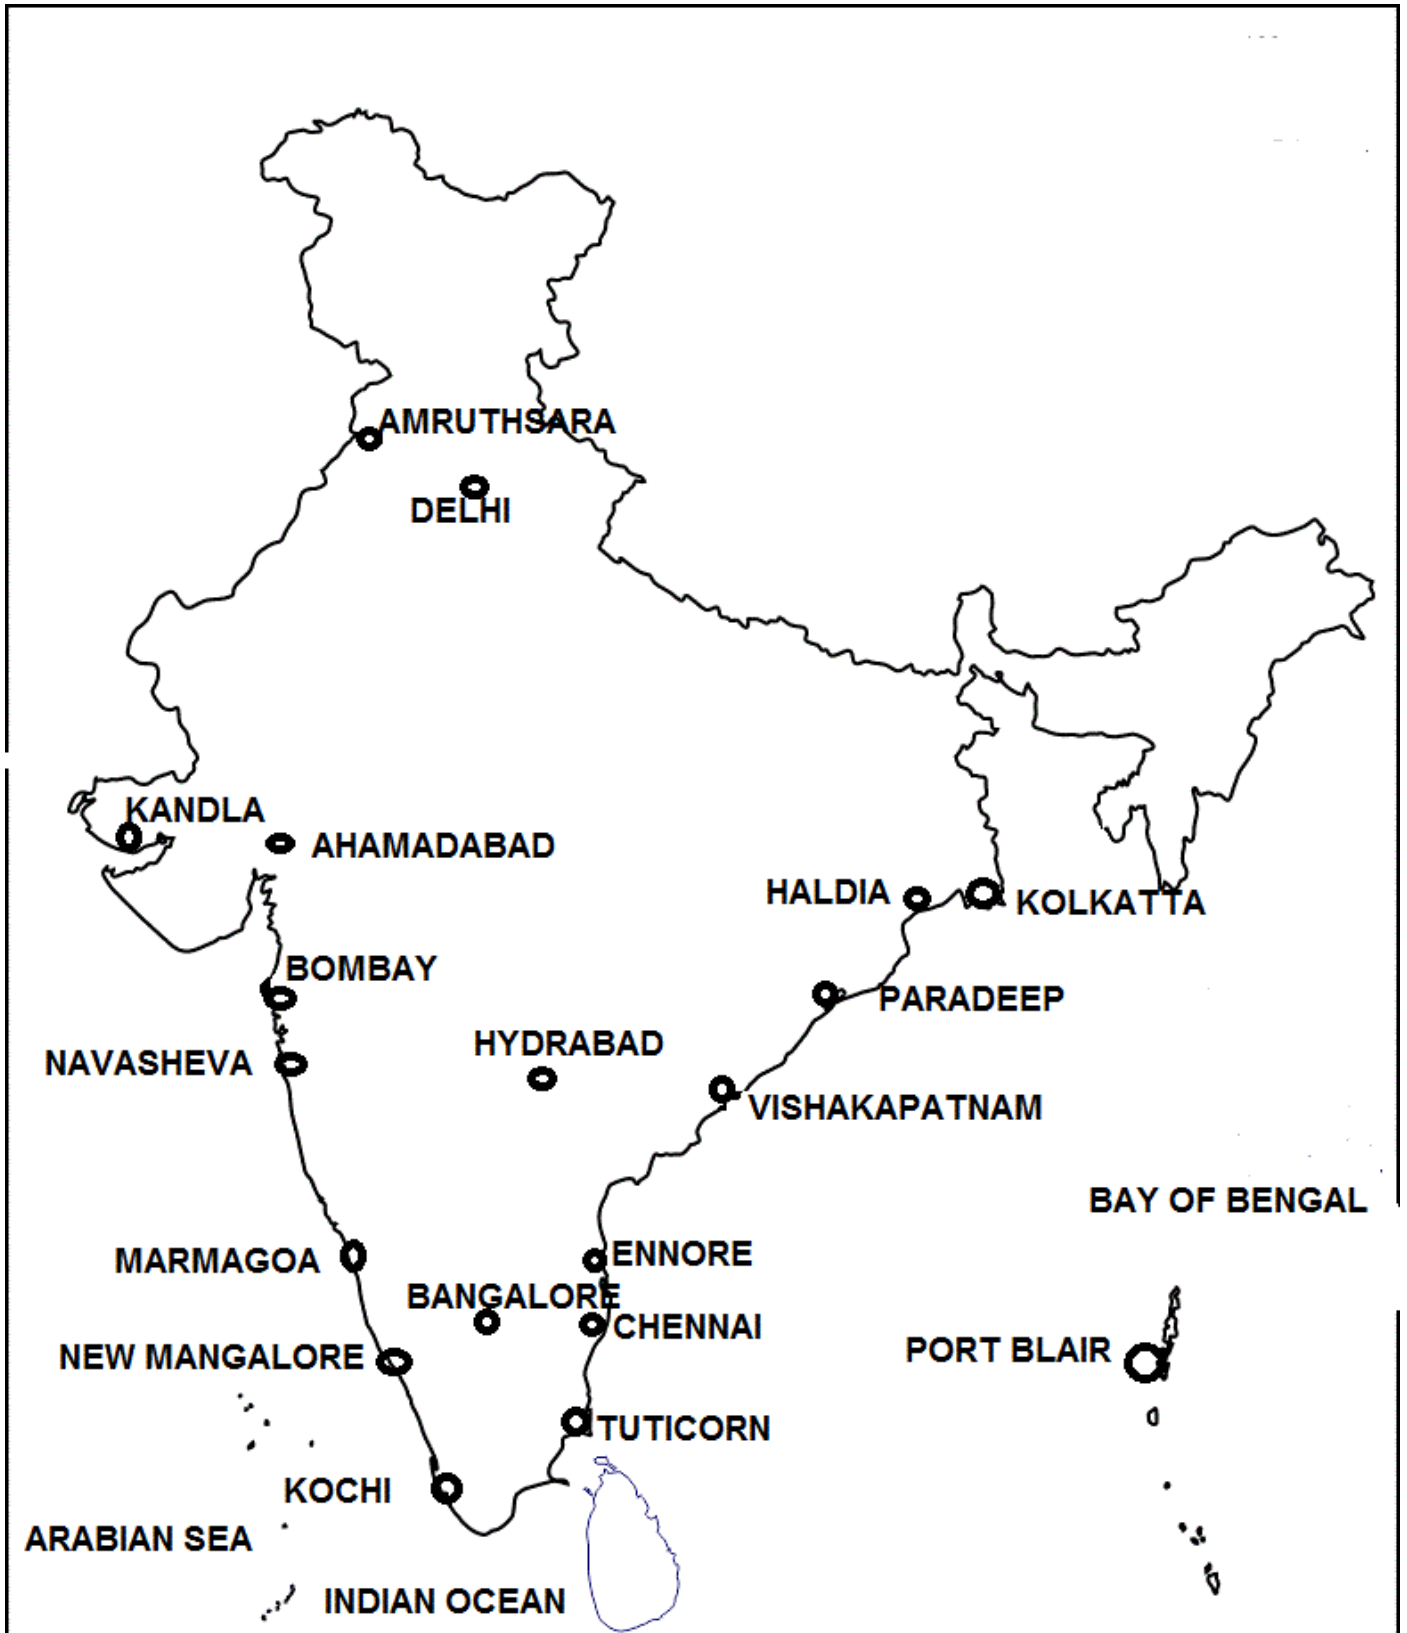 AMRUTHSARA
DELHI
KANDLA
AHAMADABAD
HALDIA
KOLKATTA
BOMBAY
PARADEEP
HYDRABAD
NAVASHEVA
VISHAKAPATNAM
BAY OF BENGAL
ENNORE
MARMAGOA
BANGALORE
CHENNAI
PORT BLAIR
NEW MANGALORE
TUTICORN
KOCHI
ARABIAN SEA
INDIAN OCEAN